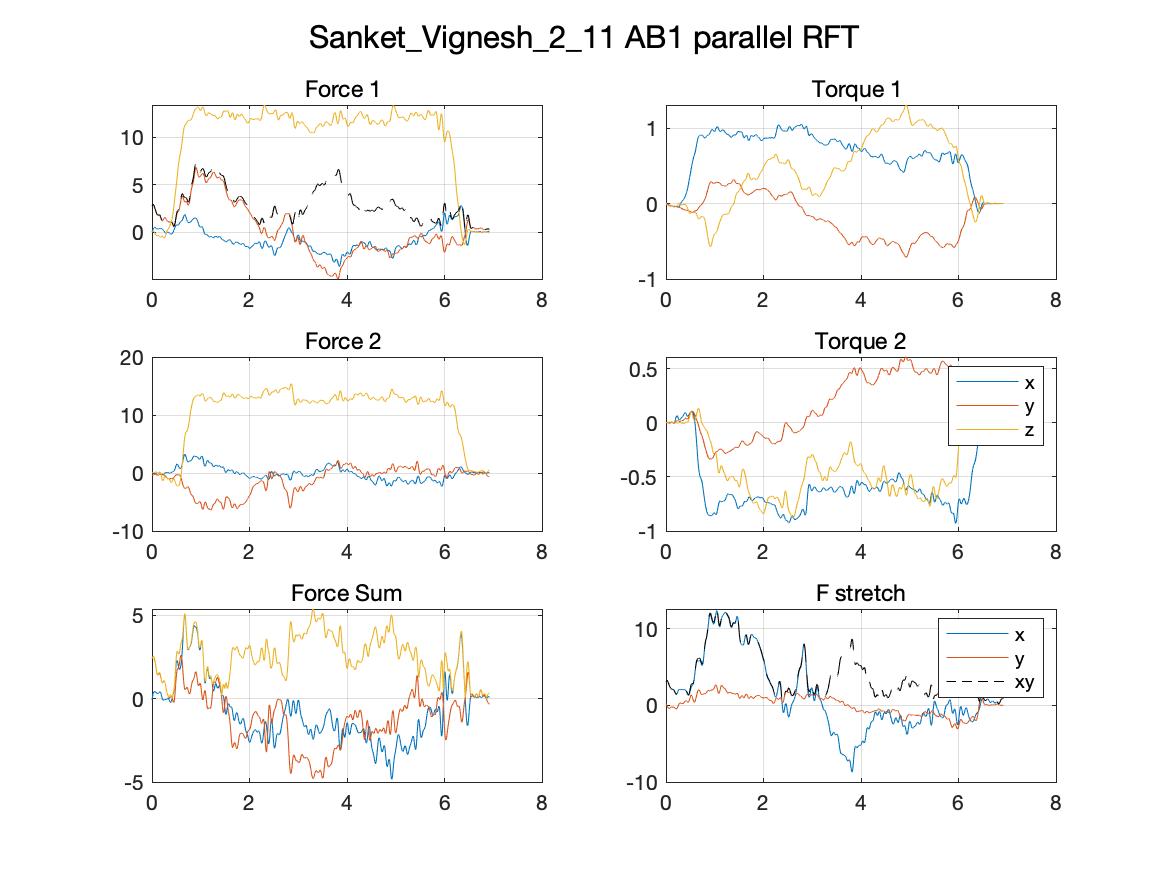 Sanket_Vignesh_2_11 AB1 parallel RFT
Force 1
10
5
0
0 2 4 6 8
Torque 1
1
0
-1
0 2 4 6 8
Force 2
20
10
0
-10
0 2 4 6 8
Torque 2
0.5
0
-0.5
-1
0 2 4 6 8
x
y
z
Force Sum
5
0
-5
0 2 4 6 8
F stretch
10
0
-10
0 2 4 6 8
x
y
xy